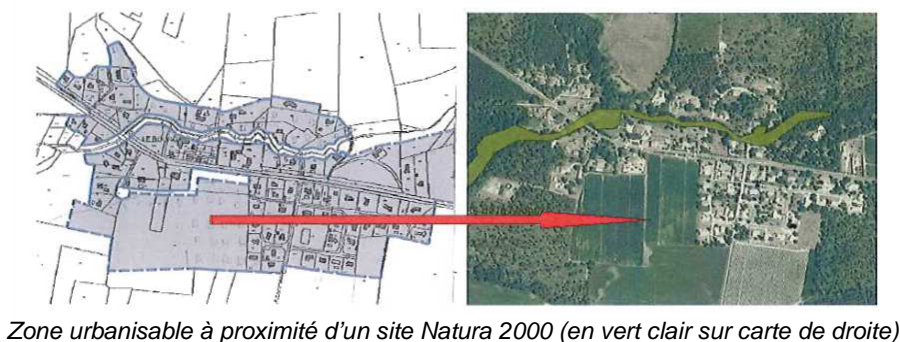 Zone urbanisable à proximité d’un site Natura 2000 (en vert clair sur carte de droite)